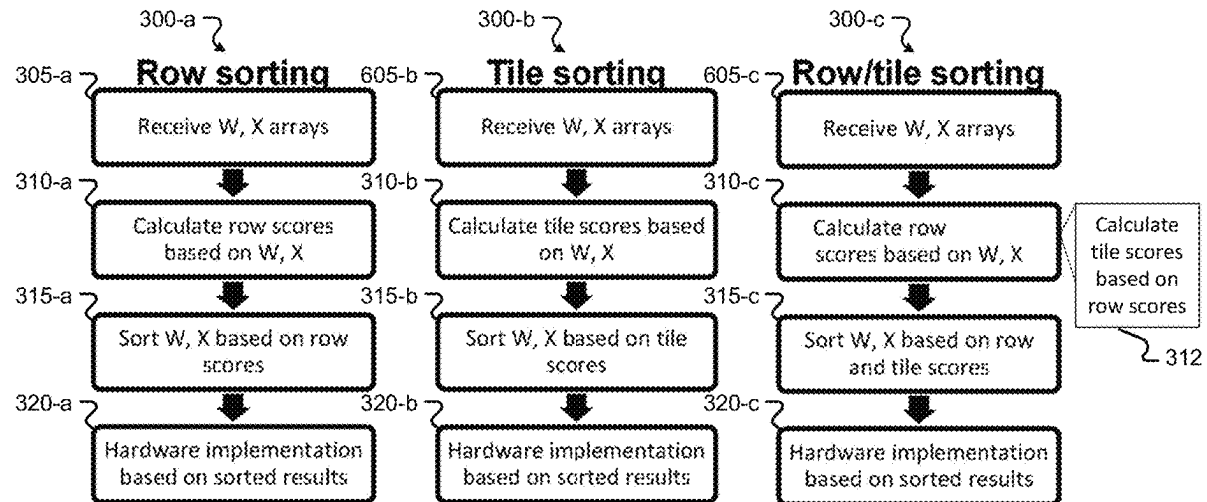 300-a
Row sorting
305-a
Receive W, X arrays
310-a
Calculate row scores
based on W, X
315-a
Sort W, X based on row
scores
320-a
Hardware implementation
based on sorted results
300-b
Tile sorting
605-b
Receive W, X arrays
310-b
Calculate tile scores based
on W, X
315-b
Sort W, X based on tile
scores
320-b
Hardware implementation
based on sorted results
300-c
Row/tile sorting
605-c
Receive W, X arrays
310-c
Calculate row
scores based on W, X
Calculate
tile scores
based on
row scores
312
315-c
Sort W, X based on row
and tile scores
320-c
Hardware implementation
based on sorted results